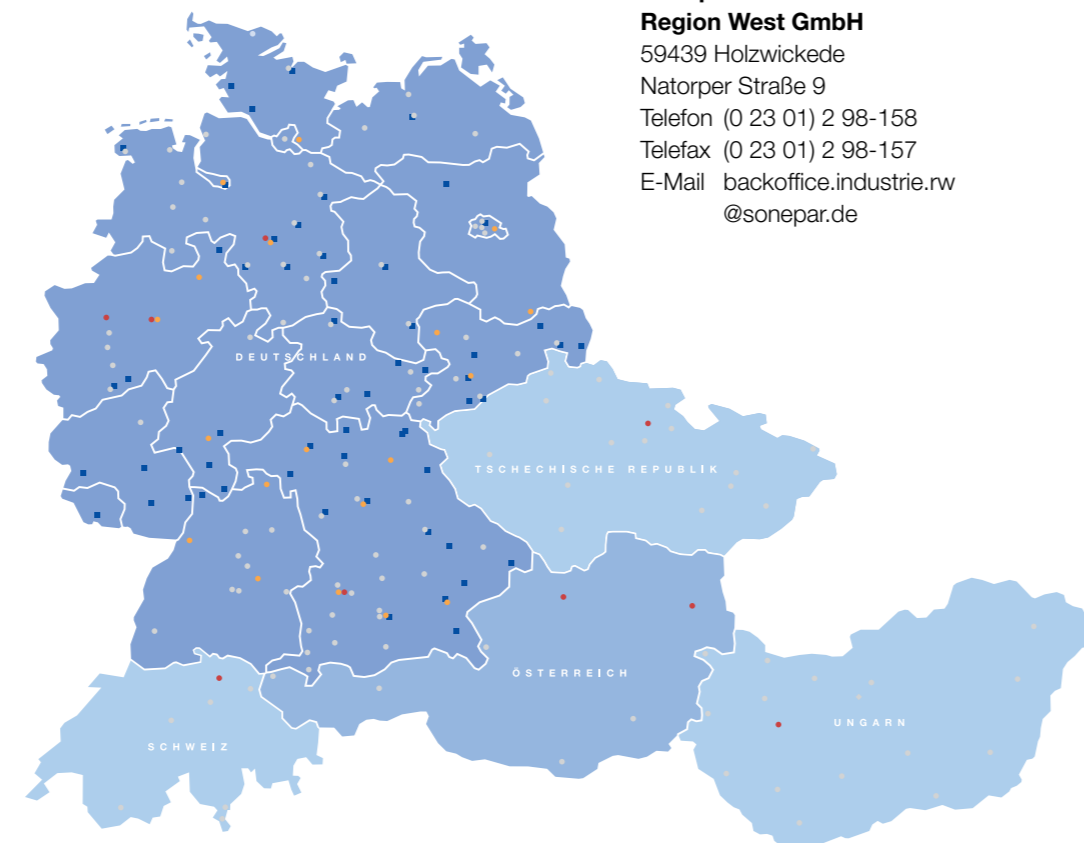 Region West GmbH
59439 Holzwickede
Natorper Straße 9
Telefon (0 23 01) 2 98-158
Telefax (0 23 01) 2 98-157
E-Mail backoffice.industrie.rw
@sonepar.de
DEUTSCHLAND
TSCHECHISCHE REPUBLIK
ÖSTERREICH
UNGARN
SCHWEIZ